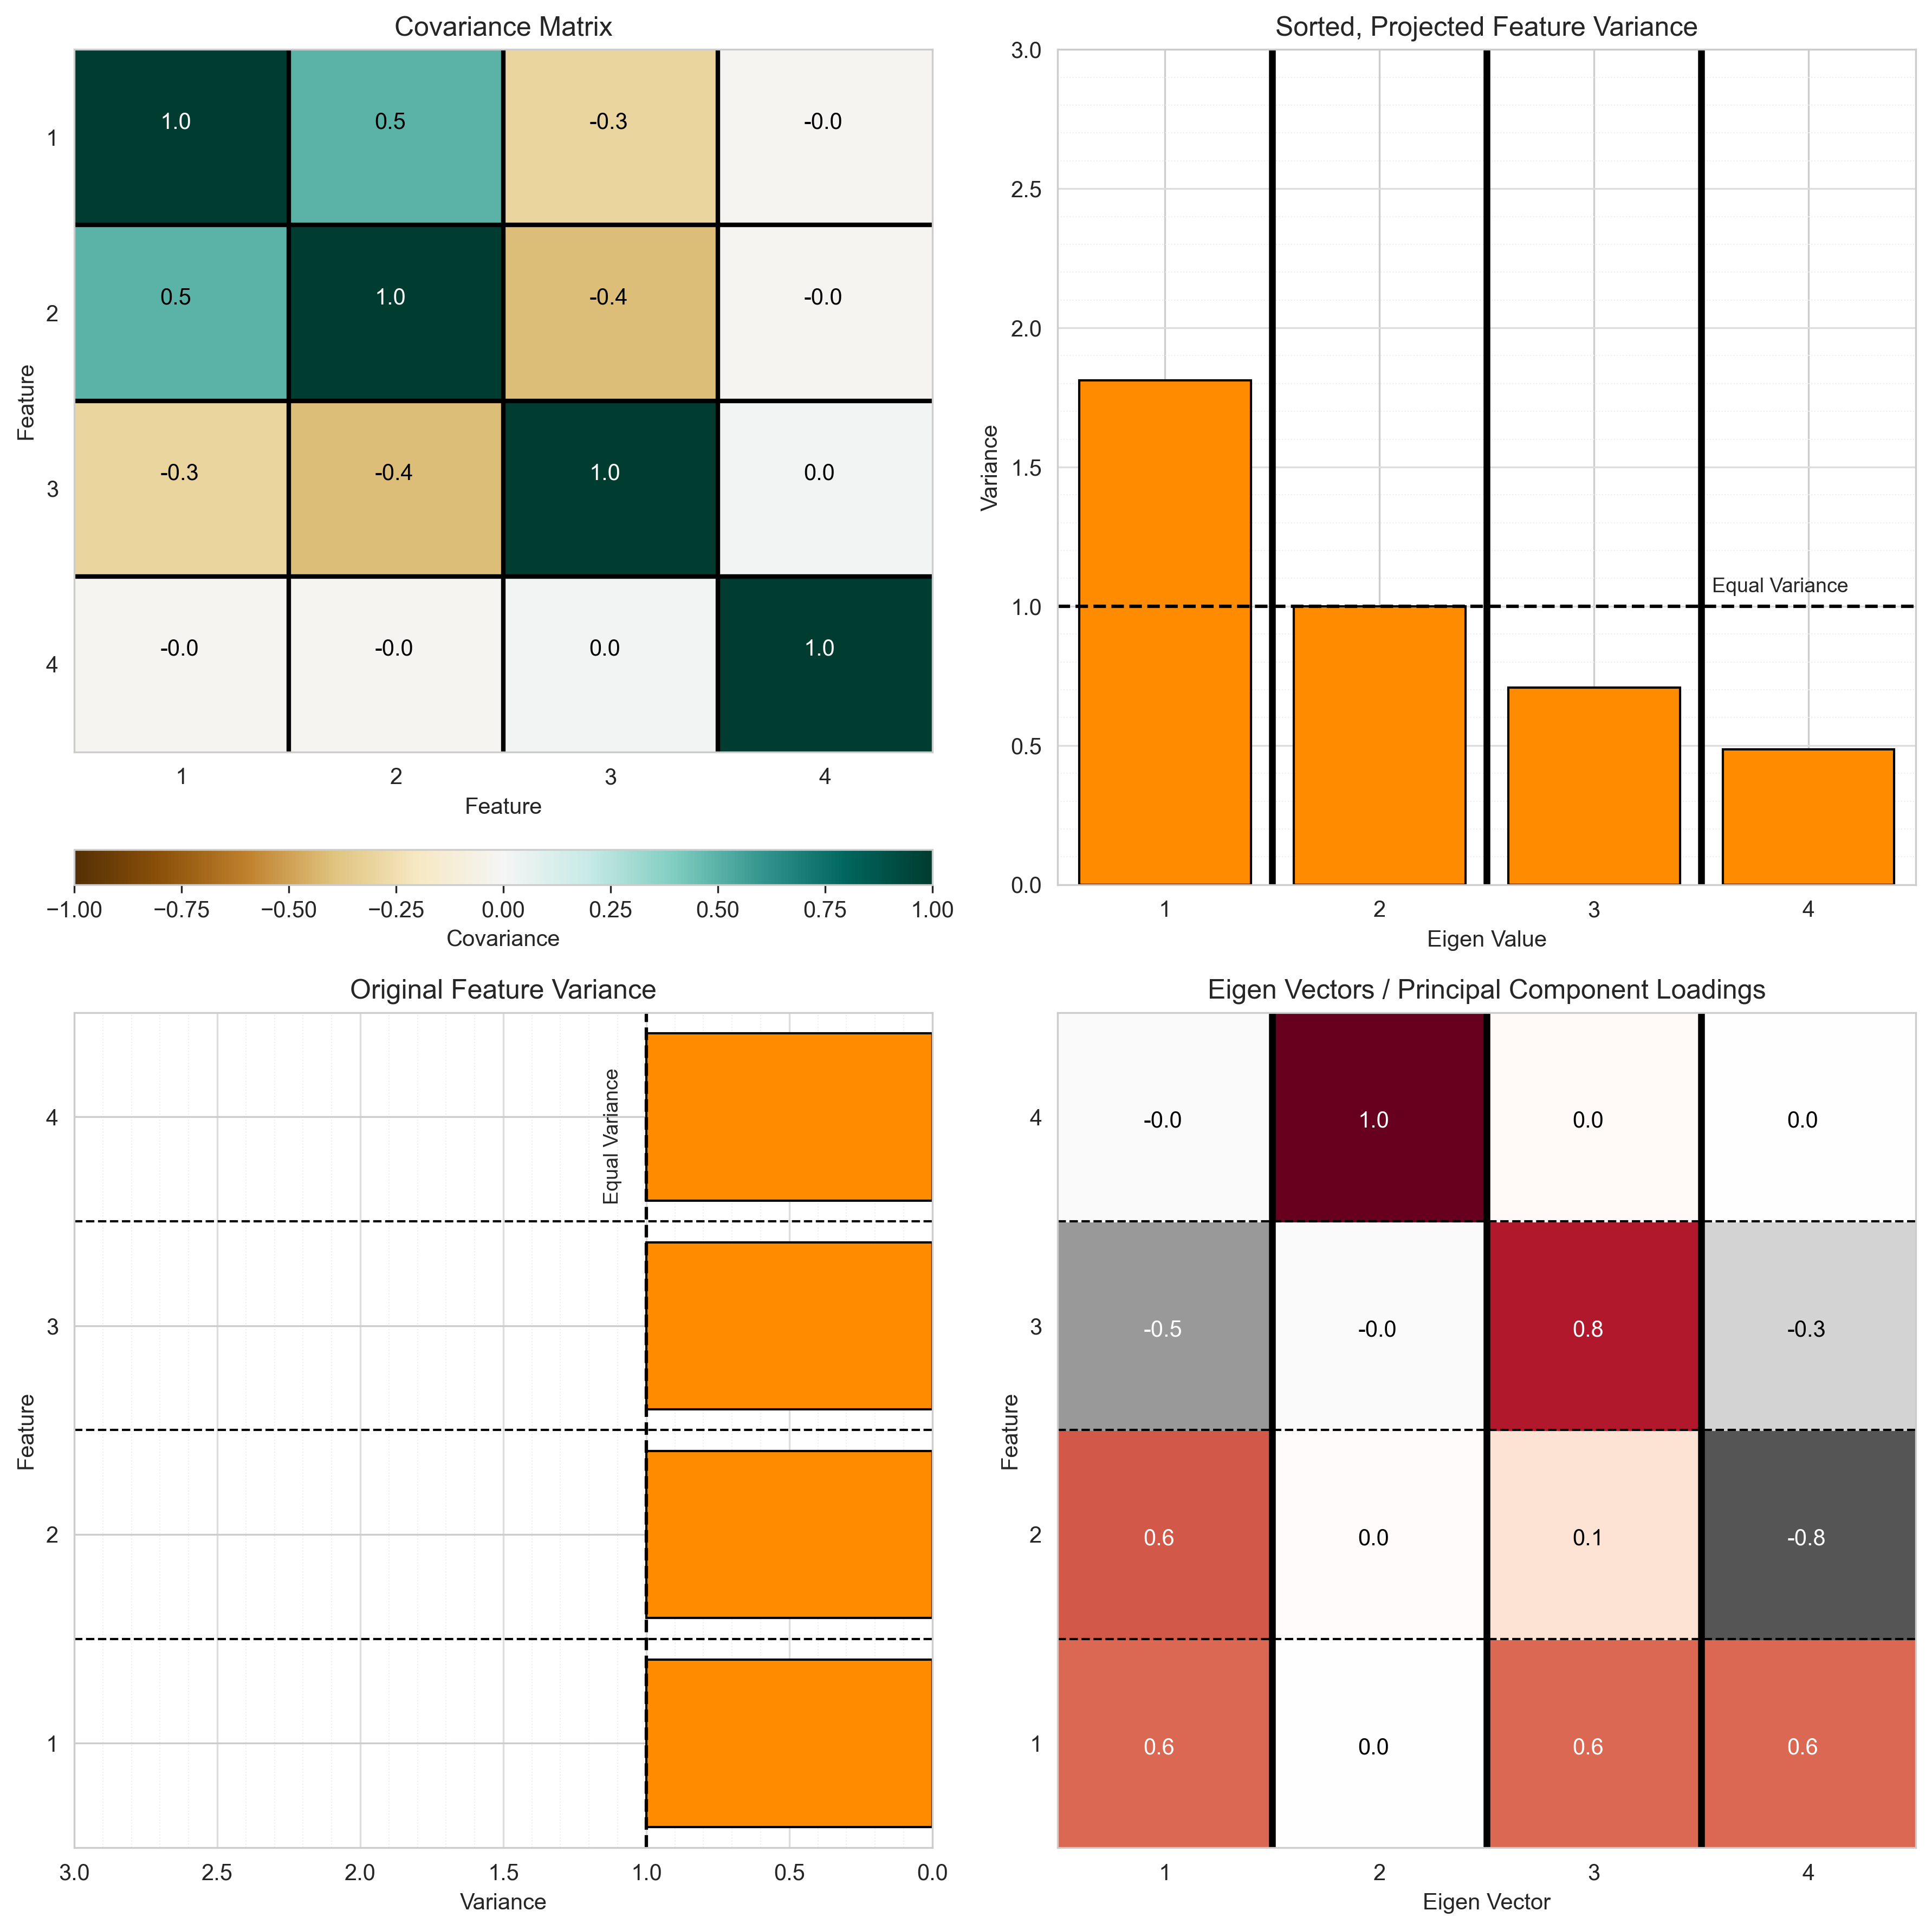 Covariance Matrix
1.0 0.5 -0.3 -0.0
1
0.5 1.0 -0.4 -0.0
2
Feature
-0.3 -0.4 1.0 0.0
3
-0.0 -0.0 0.0 1.0
4
1 2 3 4
Feature
−1.00 −0.75 −0.50 −0.25 0.00 0.25 0.50 0.75 1.00
Covariance
Sorted, Projected Feature Variance
3.0
2.5
2.0
1.5
Variance
Equal Variance
1.0
0.5
0.0
1 2 3 4
Eigen Value
Original Feature Variance
Equal Variance
4
3
Feature
2
1
3.0 2.5 2.0 1.5 1.0 0.5 0.0
Variance
Eigen Vectors / Principal Component Loadings
4 -0.0 1.0 0.0 0.0
3 -0.5 -0.0 0.8 -0.3
Feature
2 0.6 0.0 0.1 -0.8
1 0.6 0.0 0.6 0.6
1 2 3 4
Eigen Vector